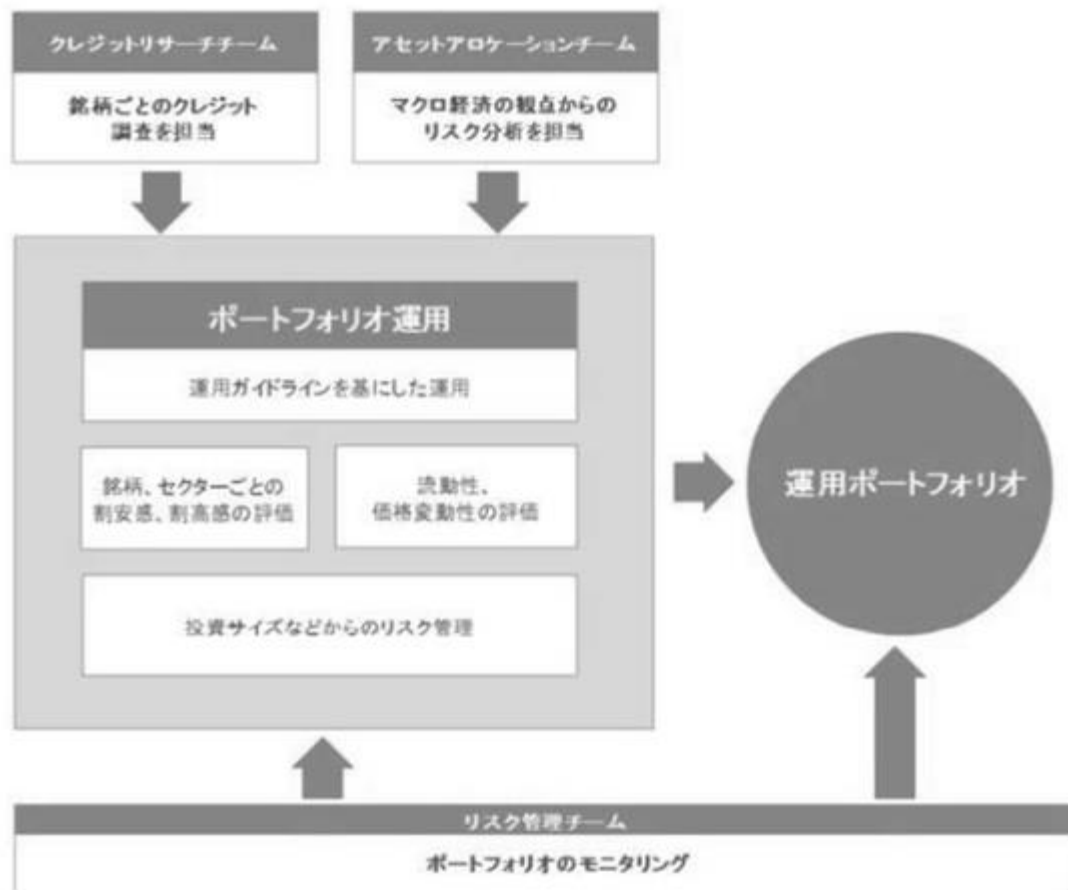 クレジットリサーチチーム
銘柄ごとのクレジット
調査を担当
アセットアロケーションチーム
マクロ経済の観点からの
リスク分析を担当
ポートフォリオ運用
運用ガイドラインを基にした運用
銘柄、セクターごとの
割安感、割高感の評価
流動性、
価格変動性の評価
投資サイズなどからのリスク管理
運用ポートフォリオ
リスク管理チーム
ポートフォリオのモニタリング